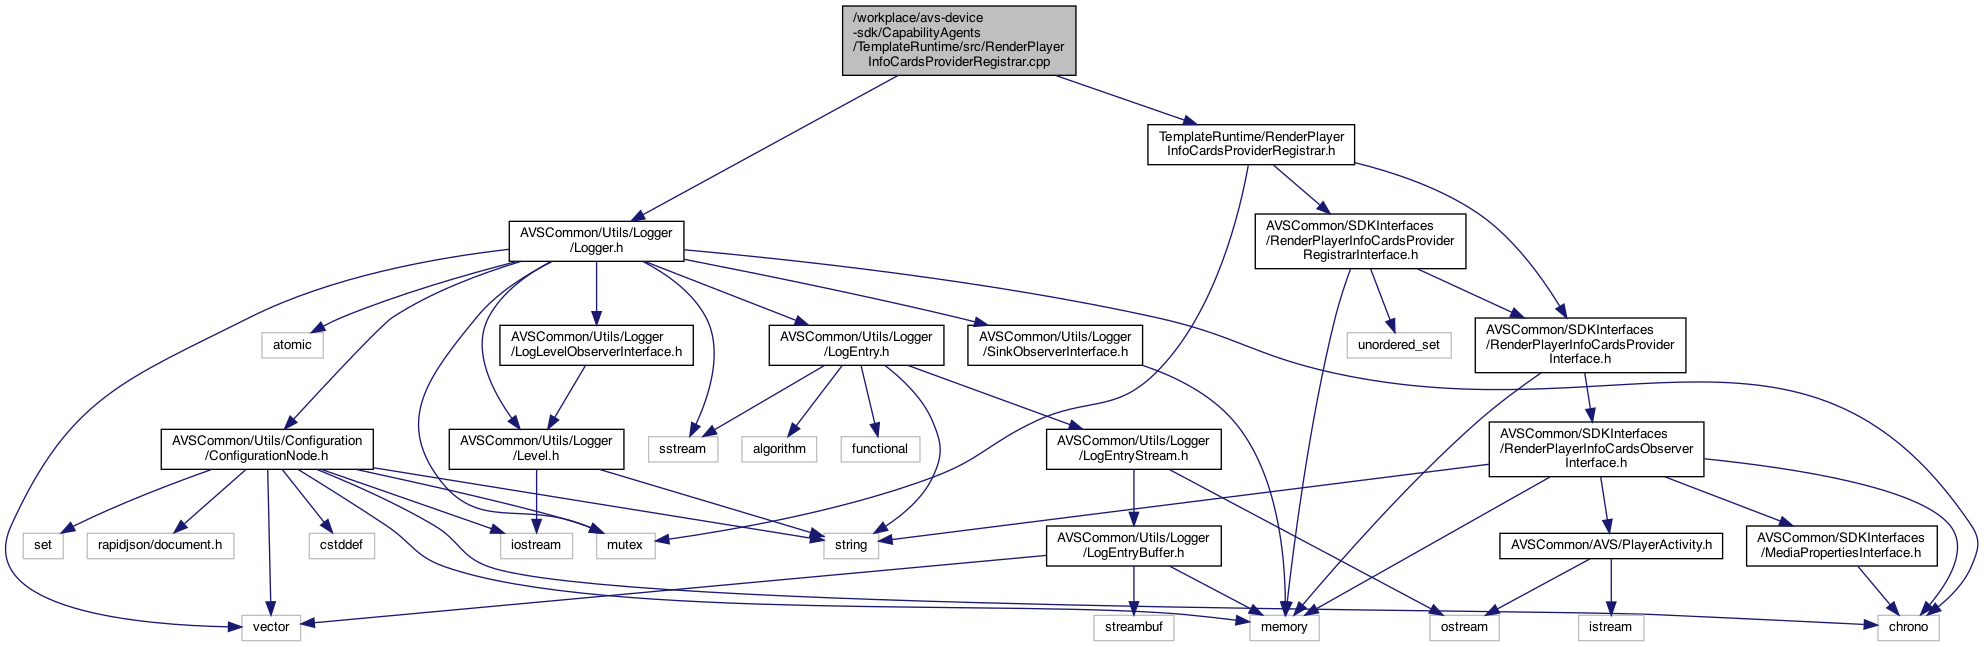 /workplace/avs-device
-sdk/CapabilityAgents
/TemplateRuntime/src/RenderPlayer
InfoCardsProviderRegistrar.cpp
TemplateRuntime/RenderPlayer
InfoCardsProviderRegistrar.h
AVSCommon/Utils/Logger
/Logger.h
AVSCommon/SDKInterfaces
/RenderPlayerInfoCardsProvider
RegistrarInterface.h
atomic
AVSCommon/Utils/Logger
/LogLevelObserverInterface.h
AVSCommon/Utils/Logger
/LogEntry.h
AVSCommon/Utils/Logger
/SinkObserverInterface.h
unordered_set
AVSCommon/SDKInterfaces
/RenderPlayerInfoCardsProvider
Interface.h
AVSCommon/Utils/Configuration
/ConfigurationNode.h
AVSCommon/Utils/Logger
/Level.h
sstream
algorithm
functional
AVSCommon/Utils/Logger
/LogEntryStream.h
AVSCommon/SDKInterfaces
/RenderPlayerInfoCardsObserver
Interface.h
set
rapidjson/document.h
cstddef
iostream
mutex
string
AVSCommon/Utils/Logger
/LogEntryBuffer.h
AVSCommon/AVS/PlayerActivity.h
AVSCommon/SDKInterfaces
/MediaPropertiesInterface.h
vector
streambuf
memory
ostream
istream
chrono